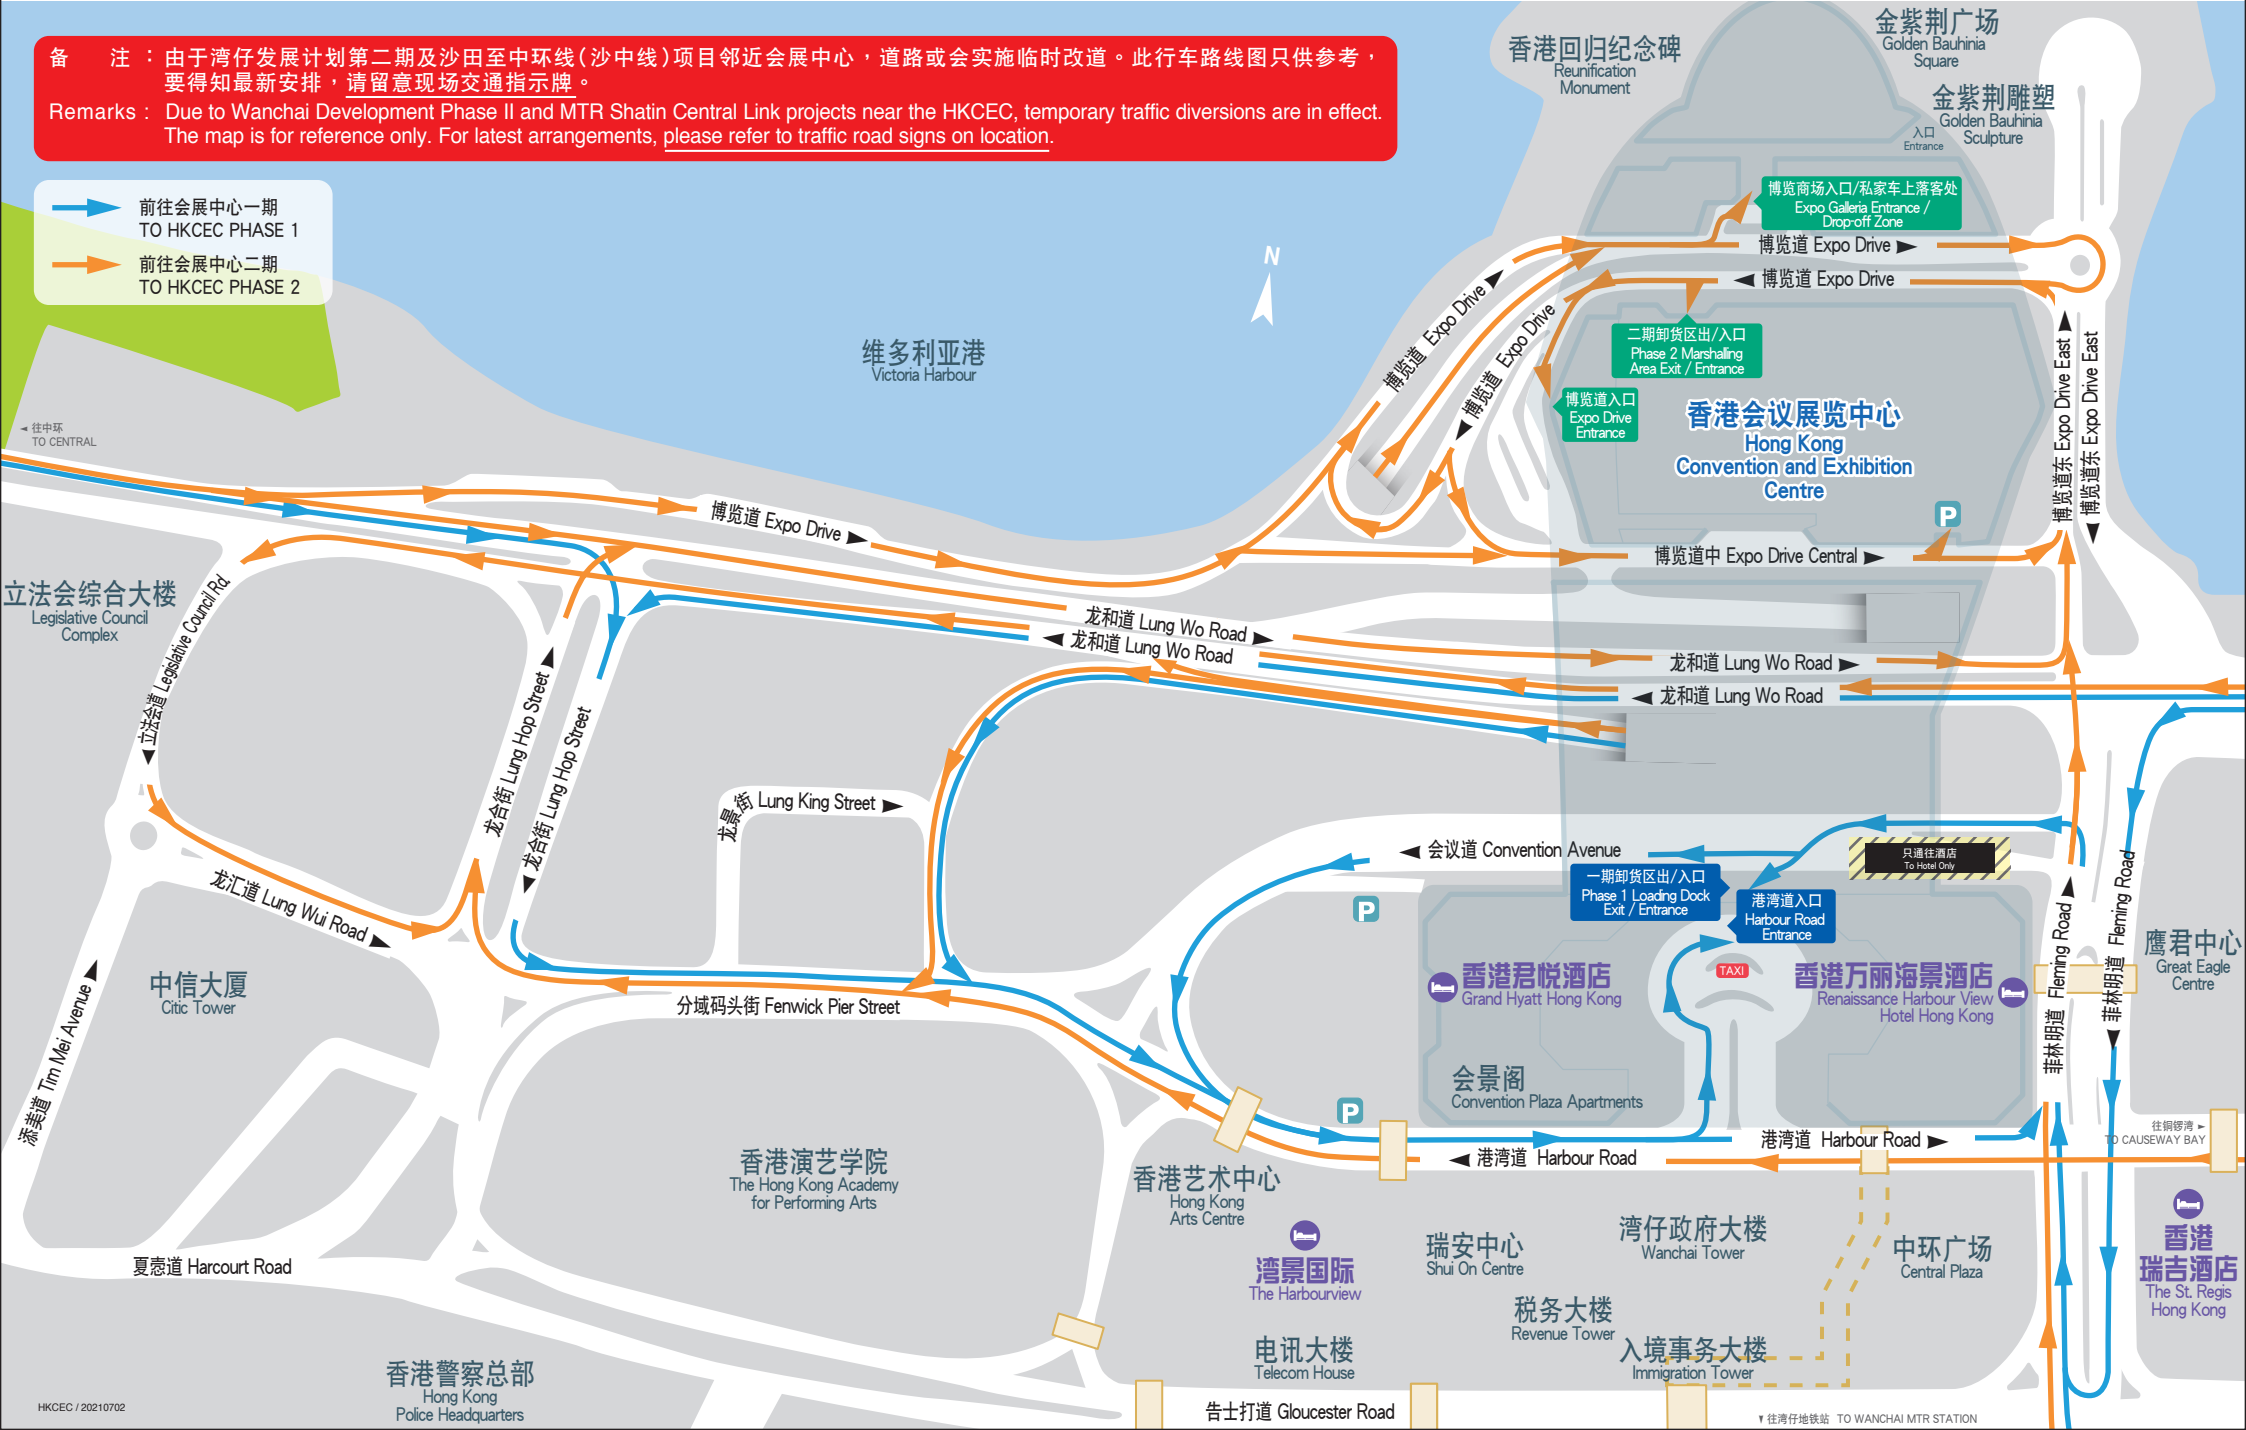 备　注：由于湾仔发展计划第二期及沙田至中环线(沙中线)项目邻近会展中心，道路或会实施临时改道。此行车路线图只供参考，
要得知最新安排，请留意现场交通指示牌。
Remarks : Due to Wanchai Development Phase II and MTR Shatin Central Link projects near the HKCEC, temporary traffic diversions are in effect.
The map is for reference only. For latest arrangements, please refer to traffic road signs on location.
前往会展中心一期
TO HKCEC PHASE 1
前往会展中心二期
TO HKCEC PHASE 2
香港回归纪念碑
Reunification
Monument
金紫荆广场
Golden Bauhinia
Square
金紫荆雕塑
Golden Bauhinia
Sculpture
入口
Entrance
博览商场入口/私家车上落客处
Expo Galleria Entrance /
Drop-off Zone
博览道 Expo Drive
博览道 Expo Drive
N
博览道 Expo Drive
博览道 Expo Drive
二期卸货区出/入口
Phase 2 Marshalling
Area Exit / Entrance
博览道入口
Expo Drive
Entrance
维多利亚港
Victoria Harbour
香港会议展览中心
Hong Kong
Convention and Exhibition
Centre
博览道东 Expo Drive East
博览道东 Expo Drive East
往中环
TO CENTRAL
博览道 Expo Drive
P
博览道中 Expo Drive Central
立法会综合大楼
Legislative Council
Complex
立法会道 Legislative Council Rd.
龙和道 Lung Wo Road
龙和道 Lung Wo Road
龙和道 Lung Wo Road
龙和道 Lung Wo Road
龙合街 Lung Hop Street
龙合街 Lung Hop Street
龙景街 Lung King Street
会议道 Convention Avenue
只通往酒店
To Hotel Only
一期卸货区出/入口
Phase 1 Loading Dock
Exit / Entrance
港湾道入口
Harbour Road
Entrance
P
龙汇道 Lung Wui Road
中信大厦
Citic Tower
添美道 Tim Mei Avenue
分域码头街 Fenwick Pier Street
香港君悦酒店
Grand Hyatt Hong Kong
TAXI
香港万丽海景酒店
Renaissance Harbour View
Hotel Hong Kong
菲林明道 Fleming Road
菲林明道 Fleming Road
鹰君中心
Great Eagle
Centre
会景阁
Convention Plaza Apartments
P
港湾道 Harbour Road
港湾道 Harbour Road
往铜锣湾
TO CAUSEWAY BAY
香港演艺学院
The Hong Kong Academy
for Performing Arts
香港艺术中心
Hong Kong
Arts Centre
湾景国际
The Harbourview
瑞安中心
Shui On Centre
湾仔政府大楼
Wanchai Tower
中环广场
Central Plaza
香港
瑞吉酒店
The St. Regis
Hong Kong
夏悫道 Harcourt Road
税务大楼
Revenue Tower
电讯大楼
Telecom House
入境事务大楼
Immigration Tower
香港警察总部
Hong Kong
Police Headquarters
告士打道 Gloucester Road
往湾仔地铁站 TO WANCHAI MTR STATION
HKCEC / 20210702